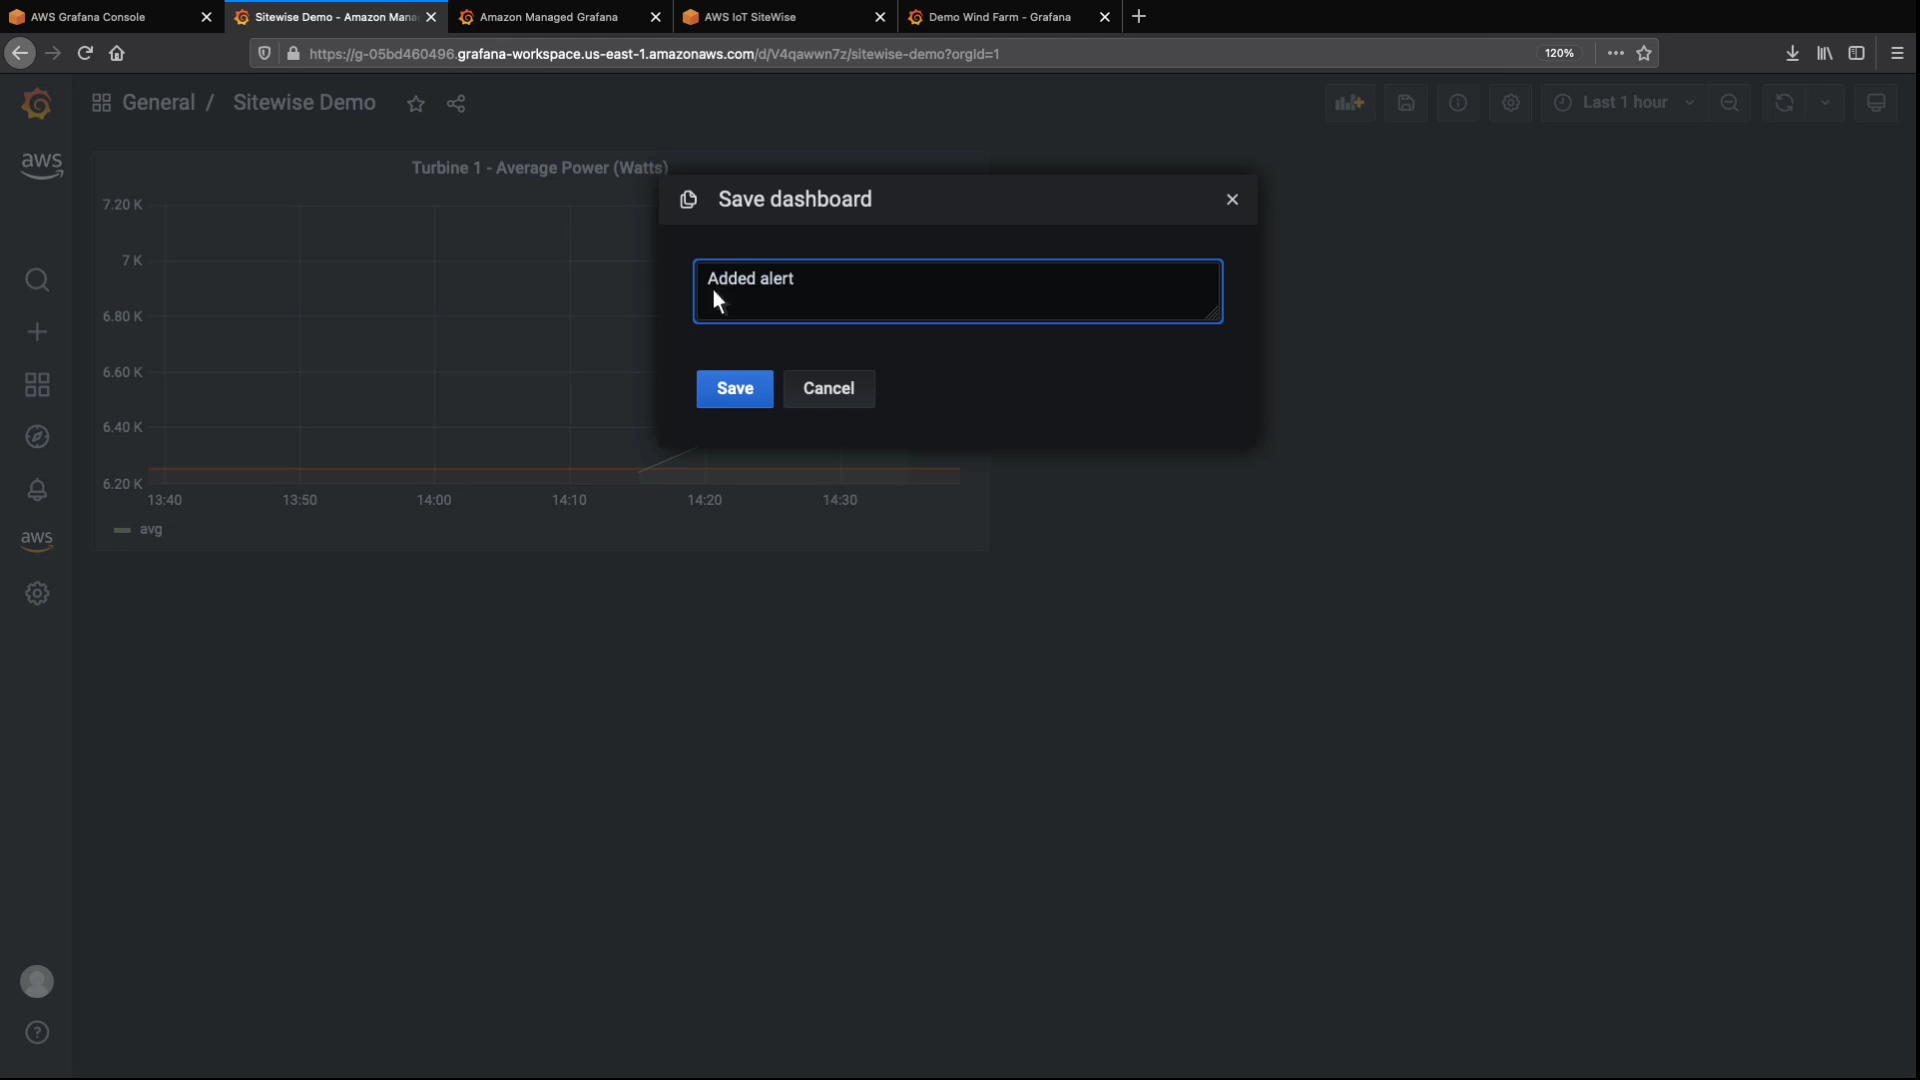 AWS Grafana Console
Sitewise Demo - Amazon Mana
Amazon Managed Grafana
AWS IoT SiteWise
Demo Wind Farm - Grafana
https://g-05bd460496.grafana-workspace.us-east-1.amazonaws.com/d/V4qawwn7z/sitewise-demo?orgId=1
120%
General / Sitewise Demo
Last 1 hour
aws
Turbine 1 - Average Power (Watts)
Save dashboard
Added alert
Save
Cancel
7.20 K
7 K
6.80 K
6.60 K
6.40 K
6.20 K
13:40
13:50
14:00
14:10
14:20
14:30
avg
aws